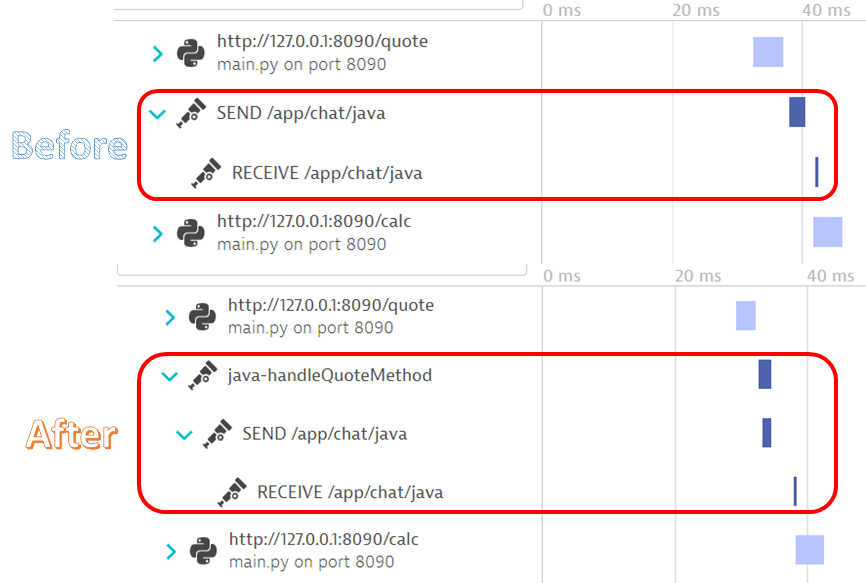 0 ms 20 ms 40 ms
http://127.0.0.1:8090/quote
main.py on port 8090
SEND /app/chat/java
Before
RECEIVE /app/chat/java
http://127.0.0.1:8090/calc
main.py on port 8090
0 ms 20 ms 40 ms
http://127.0.0.1:8090/quote
main.py on port 8090
java-handleQuoteMethod
After
SEND /app/chat/java
RECEIVE /app/chat/java
http://127.0.0.1:8090/calc
main.py on port 8090